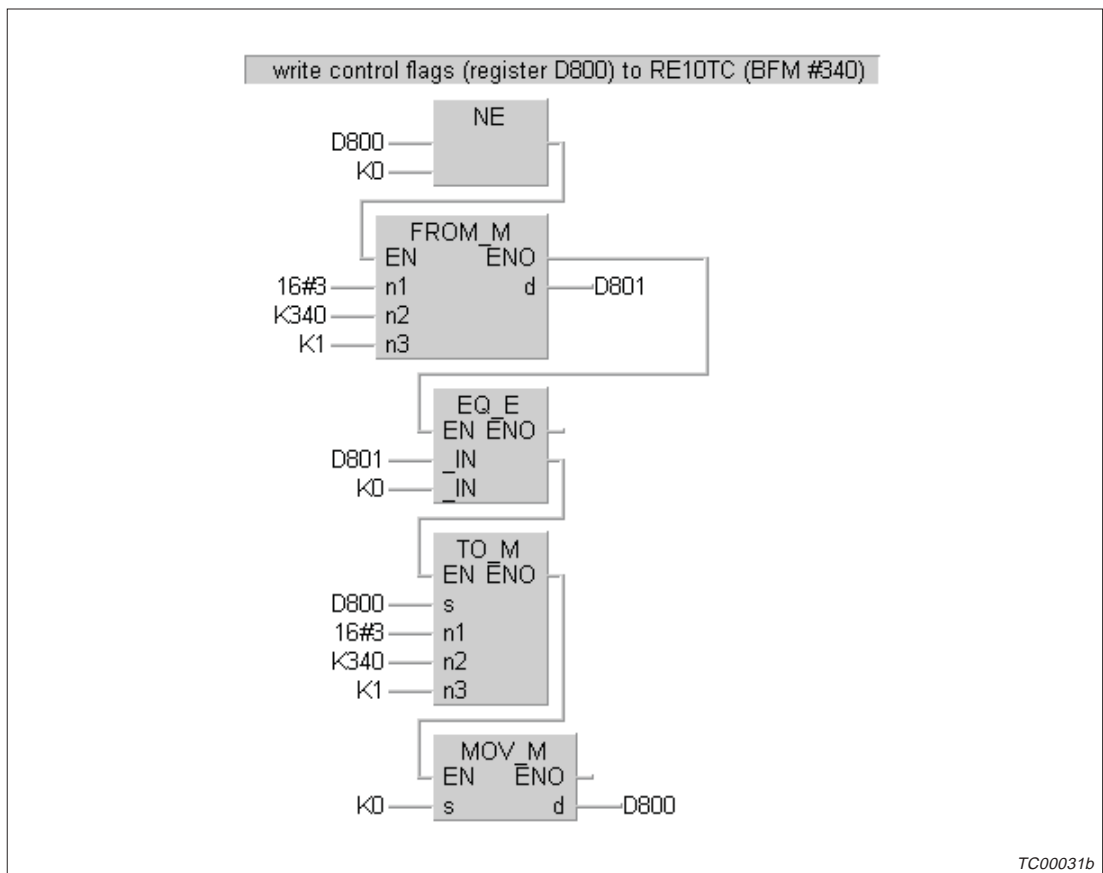 write control flags (register D800) to RE10TC (BFM #340)
NE
D800
K0
FROM_M
EN ENO
16#3 n1 d D801
K340 n2
K1 n3
EQ_E
EN ENO
D801 _IN
K0 _IN
TO_M
EN ENO
D800 s
16#3 n1
K340 n2
K1 n3
MOV_M
EN ENO
K0 s d D800
TC00031b